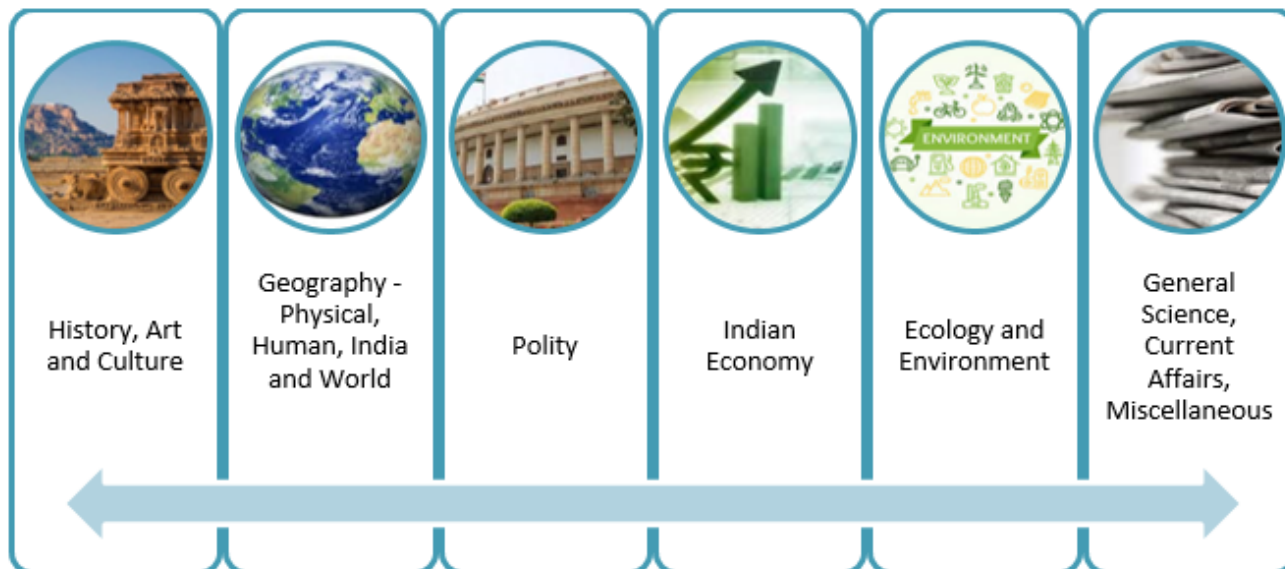 ENVIRONMENT
History, Art
and Culture
Geography -
Physical,
Human, India
and World
Polity
Indian
Economy
Ecology and
Environment
General
Science,
Current
Affairs,
Miscellaneous